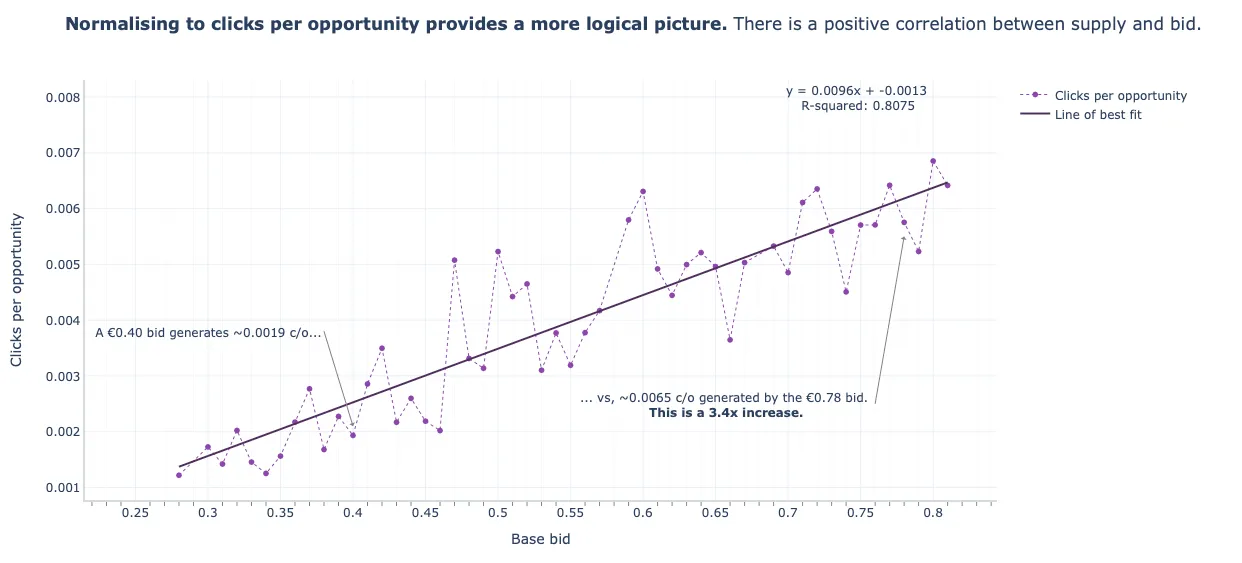 Normalising to clicks per opportunity provides a more logical picture. There is a positive correlation between supply and bid.
y = 0.0096x + -0.0013
R-squared: 0.8075
Clicks per opportunity
Line of best fit
Clicks per opportunity
0.008
0.007
0.006
0.005
0.004
0.003
0.002
0.001
A €0.40 bid generates ~0.0019 c/o...
... vs, ~0.0065 c/o generated by the €0.78 bid.
This is a 3.4x increase.
0.25 0.3 0.35 0.4 0.45 0.5 0.55 0.6 0.65 0.7 0.75 0.8
Base bid